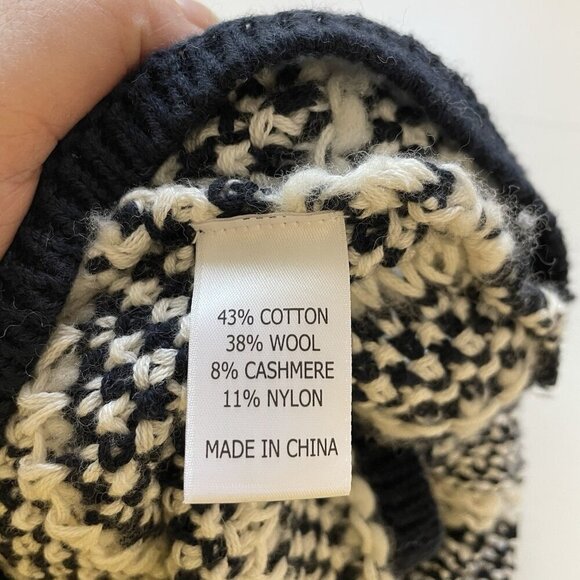 43% COTTON
38% WOOL
8% CASHMERE
11% NYLON
MADE IN CHINA